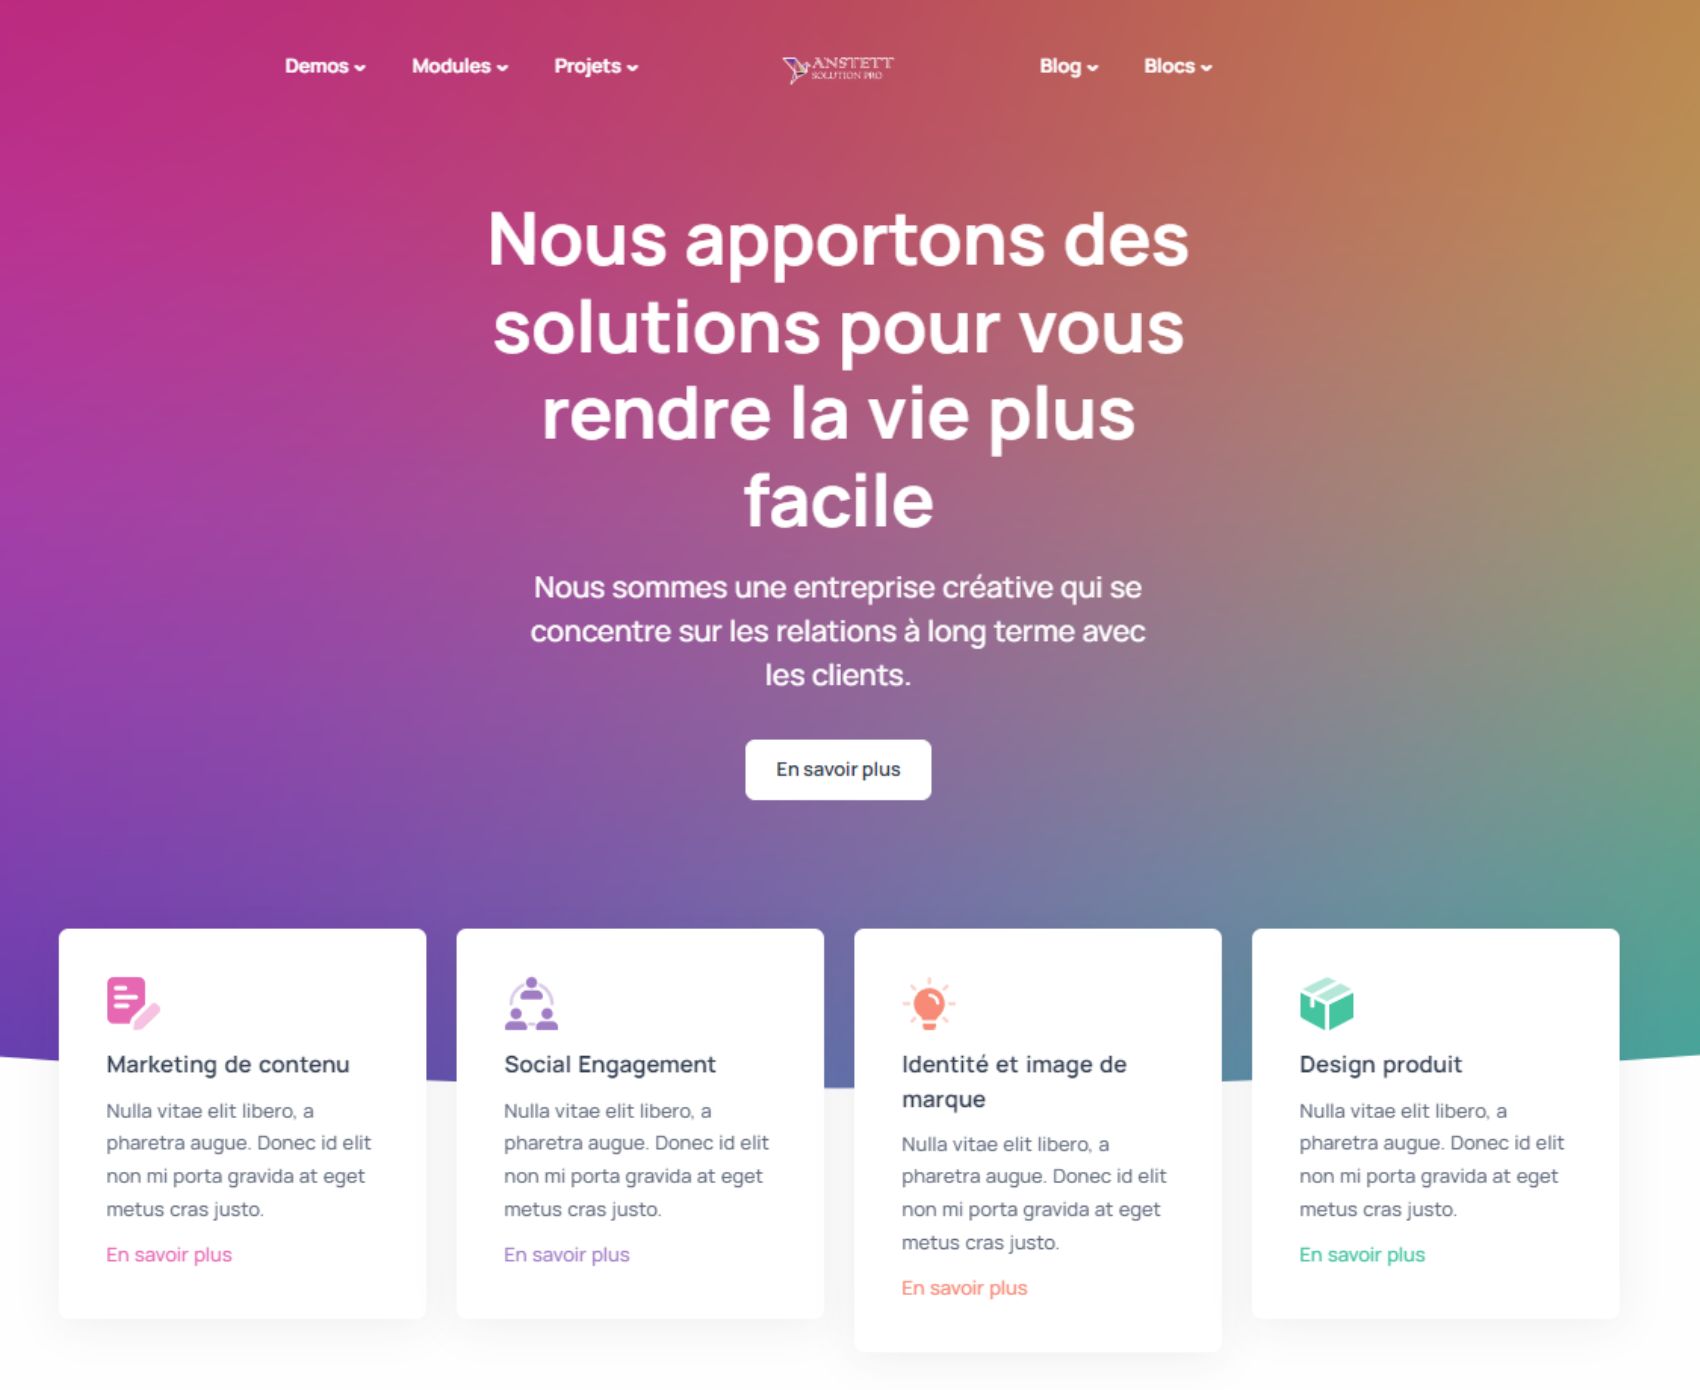 Demos Modules Projets ANSTETT Blog Blocs
SOLUTION PRO
Nous apportons des
solutions pour vous
rendre la vie plus
facile
Nous sommes une entreprise créative qui se
concentre sur les relations à long terme avec
les clients.
En savoir plus
Marketing de contenu
Nulla vitae elit libero, a
pharetra augue. Donec id elit
non mi porta gravida at eget
metus cras justo.
En savoir plus
Social Engagement
Nulla vitae elit libero, a
pharetra augue. Donec id elit
non mi porta gravida at eget
metus cras justo.
En savoir plus
Identité et image de
marque
Nulla vitae elit libero, a
pharetra augue. Donec id elit
non mi porta gravida at eget
metus cras justo.
En savoir plus
Design produit
Nulla vitae elit libero, a
pharetra augue. Donec id elit
non mi porta gravida at eget
metus cras justo.
En savoir plus